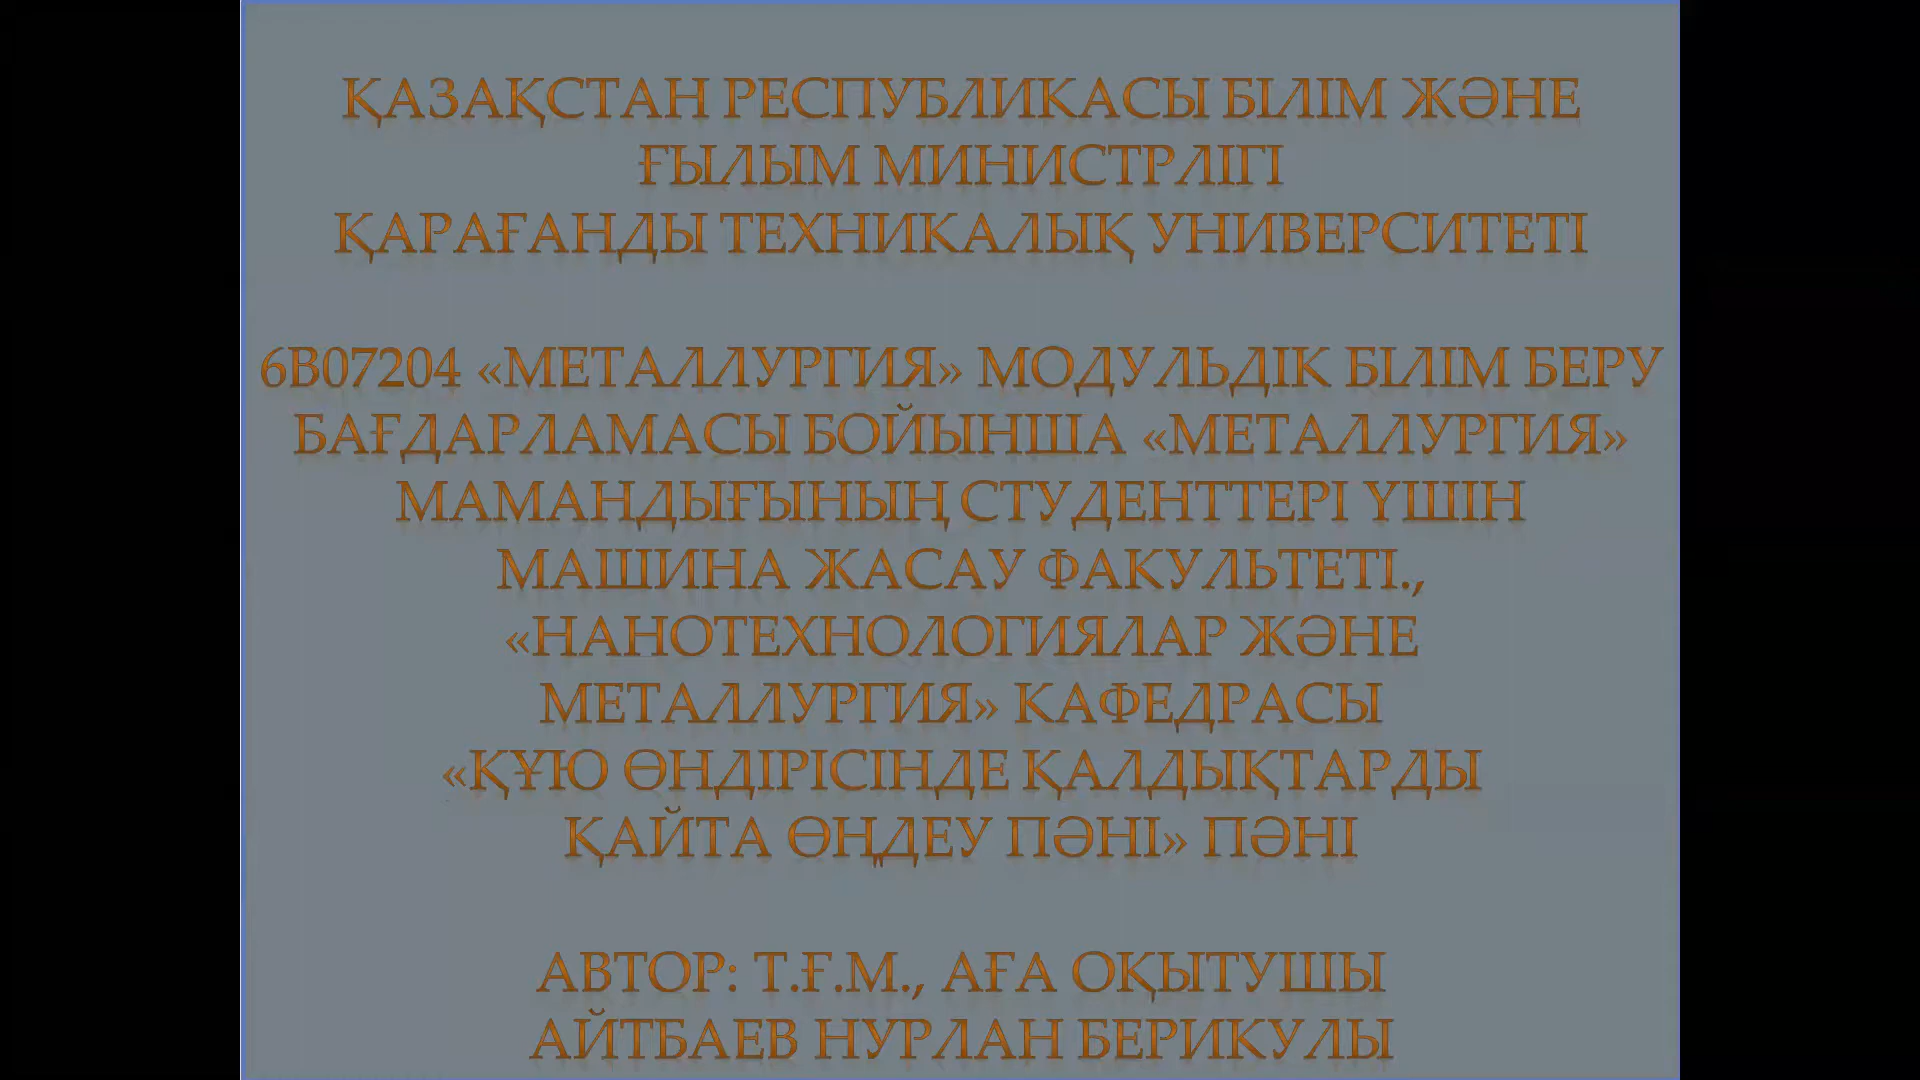 ҚАЗАҚСТАН РЕСПУБЛИКАСЫ БІЛІМ ЖӘНЕ
ҒЫЛЫМ МИНИСТРЛІГІ
ҚАРАҒАНДЫ ТЕХНИКАЛЫҚ УНИВЕРСИТЕТІ
6В07204 «МЕТАЛЛУРГИЯ» МОДУЛЬДІК БІЛІМ БЕРУ
БАҒДАРЛАМАСЫ БОЙЫНША «МЕТАЛЛУРГИЯ»
МАМАНДЫҒЫНЫҢ СТУДЕНТТЕРІ ҮШІН
МАШИНА ЖАСАУ ФАКУЛЬТЕТІ.,
«НАНОТЕХНОЛОГИЯЛАР ЖӘНЕ
МЕТАЛЛУРГИЯ» КАФЕДРАСЫ
«ҚҰЮ ӨНДІРІСІНДЕ ҚАЛДЫҚТАРДЫ
ҚАЙТА ӨҢДЕУ ПӘНІ» ПӘНІ
АВТОР: Т.Ғ.М., АҒА ОҚЫТУШЫ
АЙТБАЕВ НУРЛАН БЕРИКУЛЫ